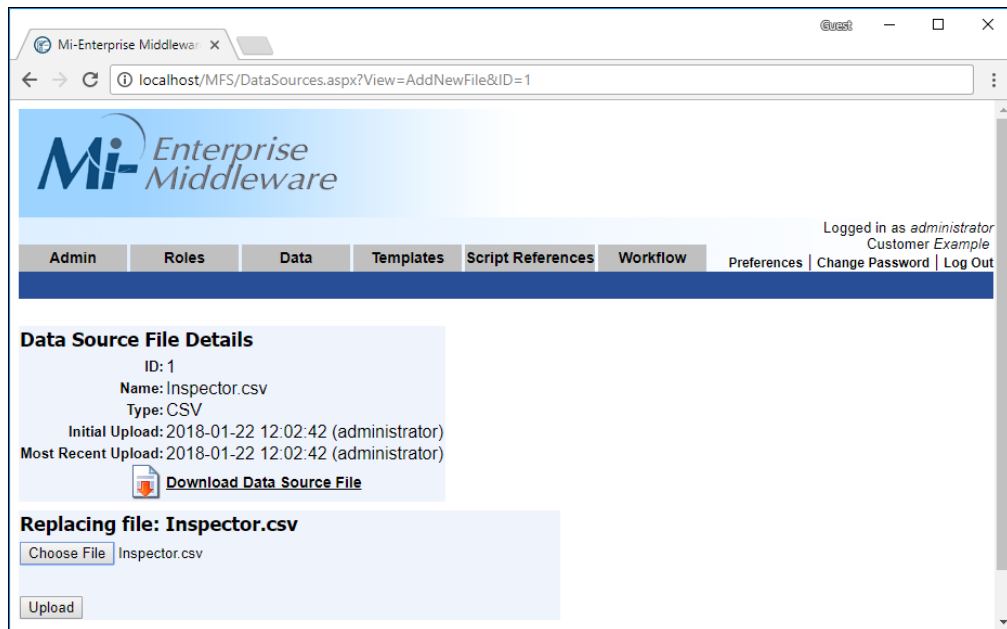 Guest
Mi-Enterprise Middlewar
localhost/MFS/DataSources.aspx?View=AddNewFile&ID=1
Mi- Enterprise
Middleware
Logged in as administrator
Customer Example
Admin Roles Data Templates Script References Workflow Preferences | Change Password | Log Out
Data Source File Details
ID: 1
Name: Inspector.csv
Type: CSV
Initial Upload: 2018-01-22 12:02:42 (administrator)
Most Recent Upload: 2018-01-22 12:02:42 (administrator)
Download Data Source File
Replacing file: Inspector.csv
Choose File Inspector.csv
Upload